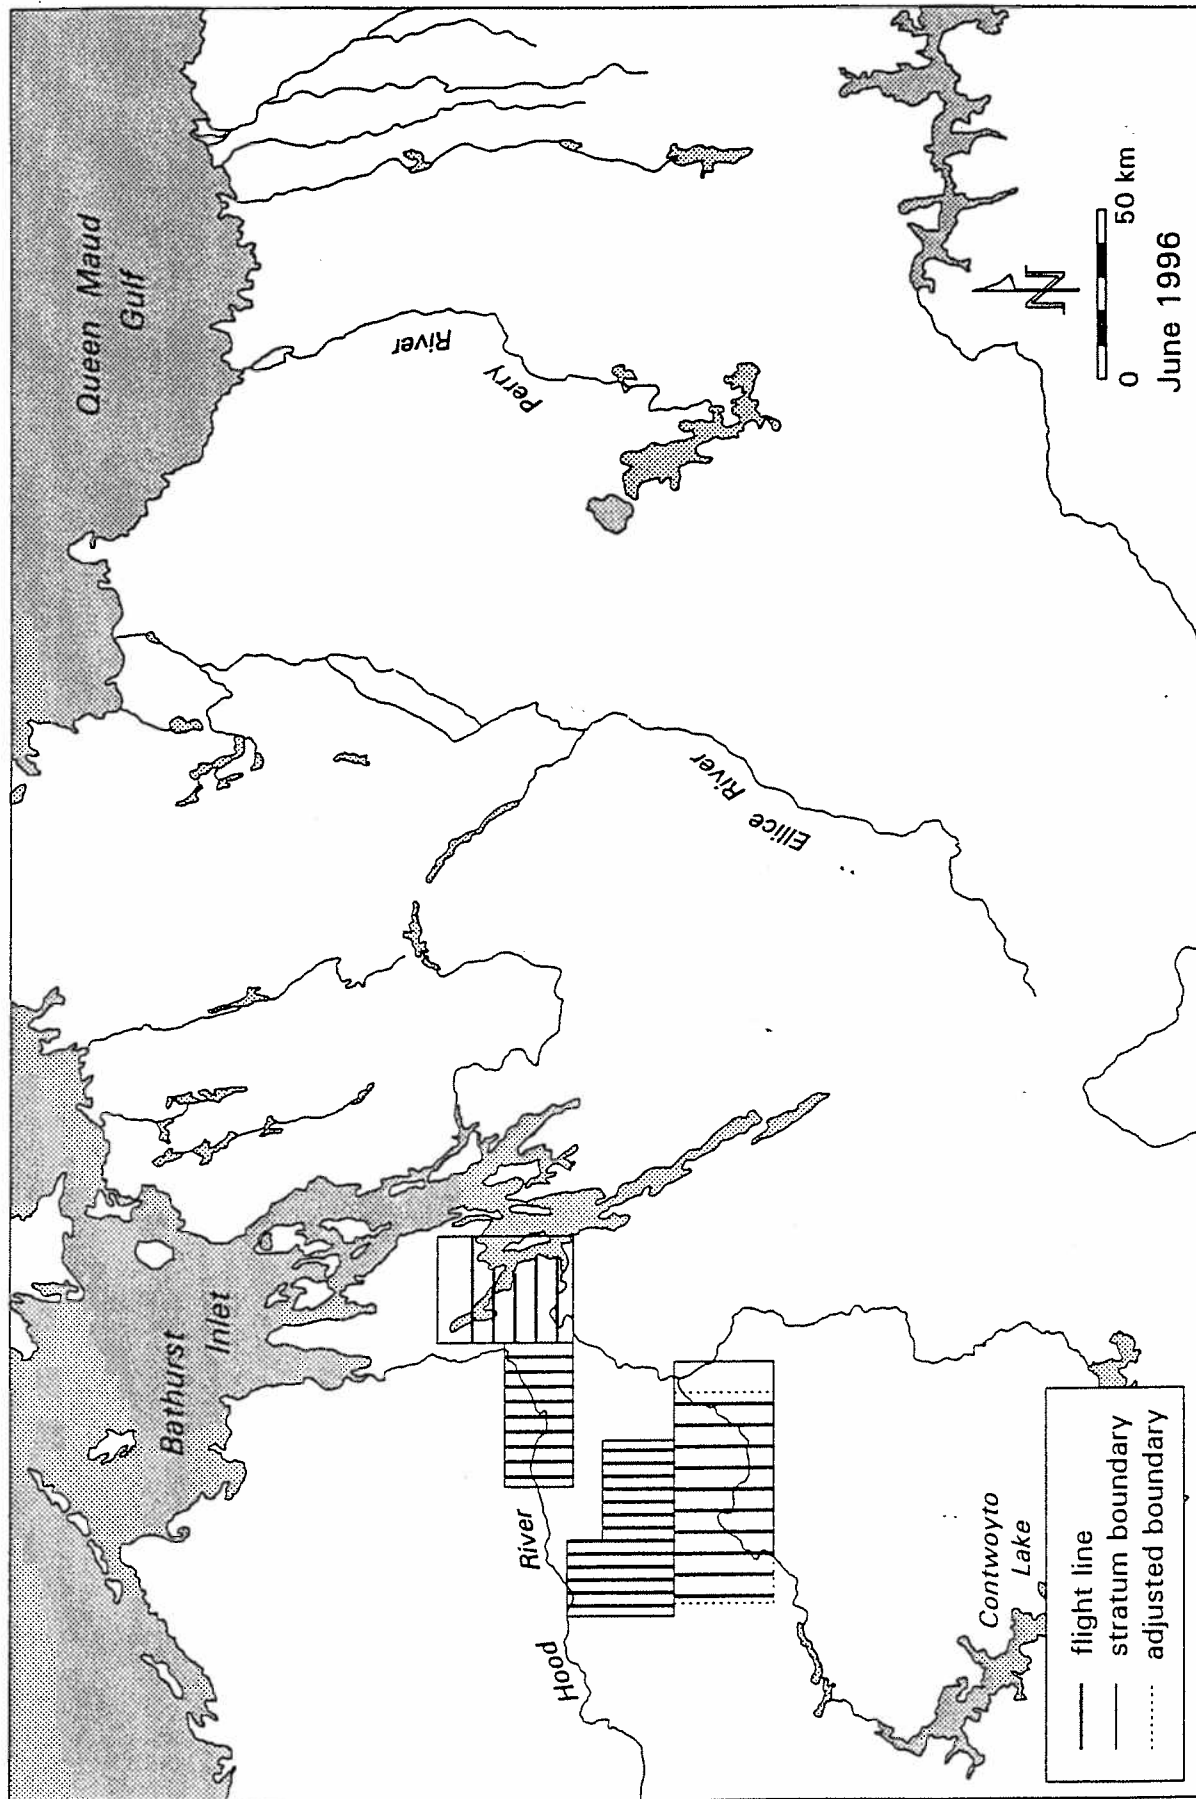 Queen Maud
Gulf
Bathurst
Inlet
Perry
River
Ellice River
Hood
River
Contwoyto
Lake
N
0
50 km
June 1996
flight line
stratum boundary
adjusted boundary